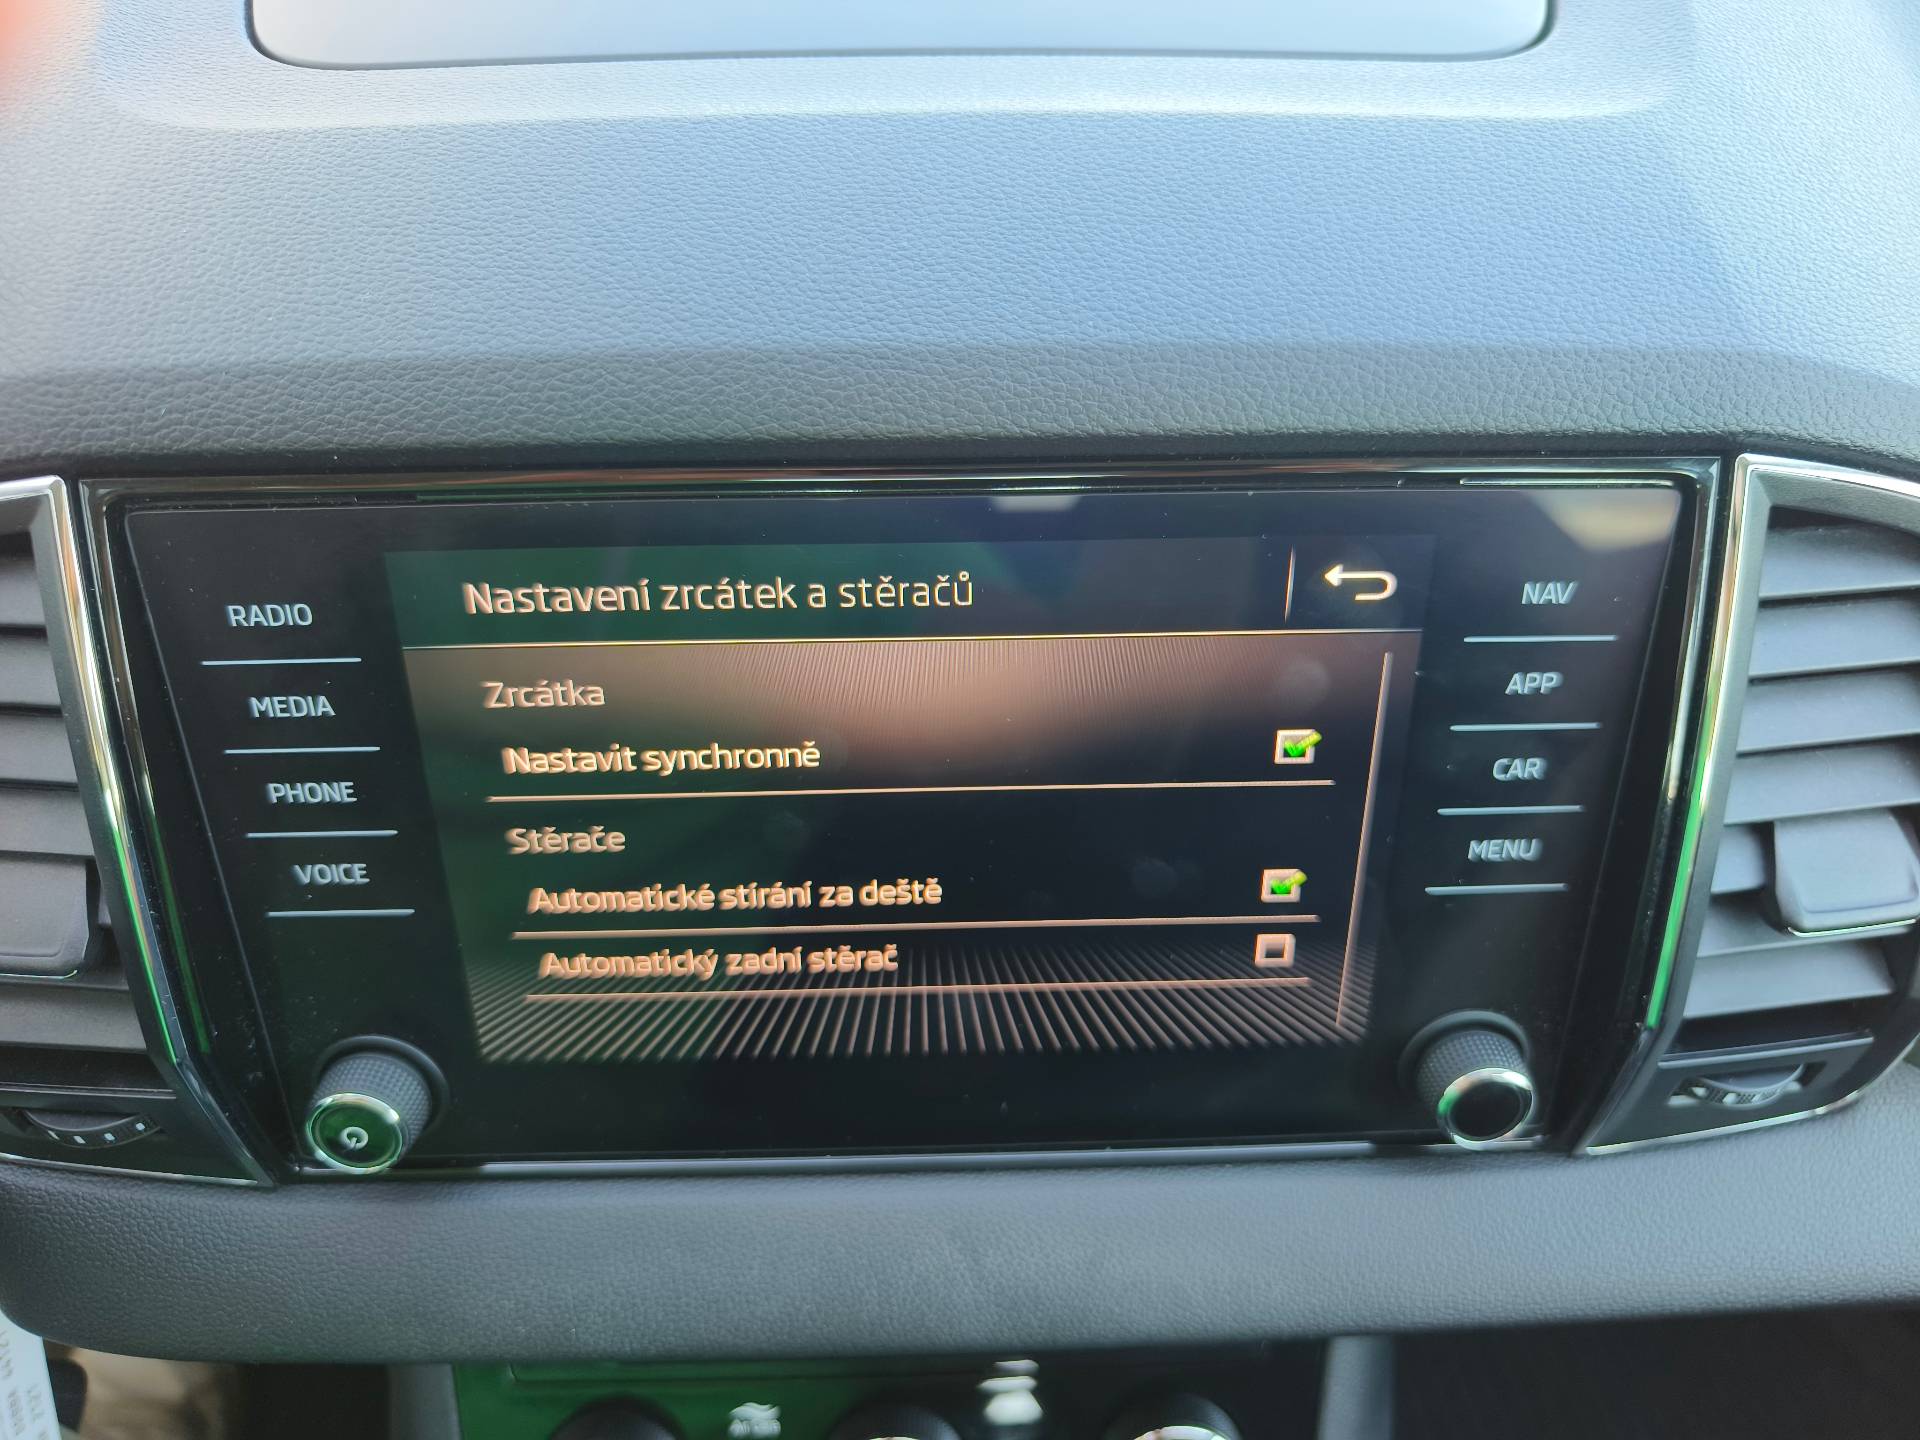 Nastavení zrcátek a stěračů
RADIO
MEDIA
PHONE
VOICE
Zrcátka
Nastavit synchronně
Stěrače
Automatické stírání za deště
Automatický zadní stěrač
NAV
APP
CAR
MENU